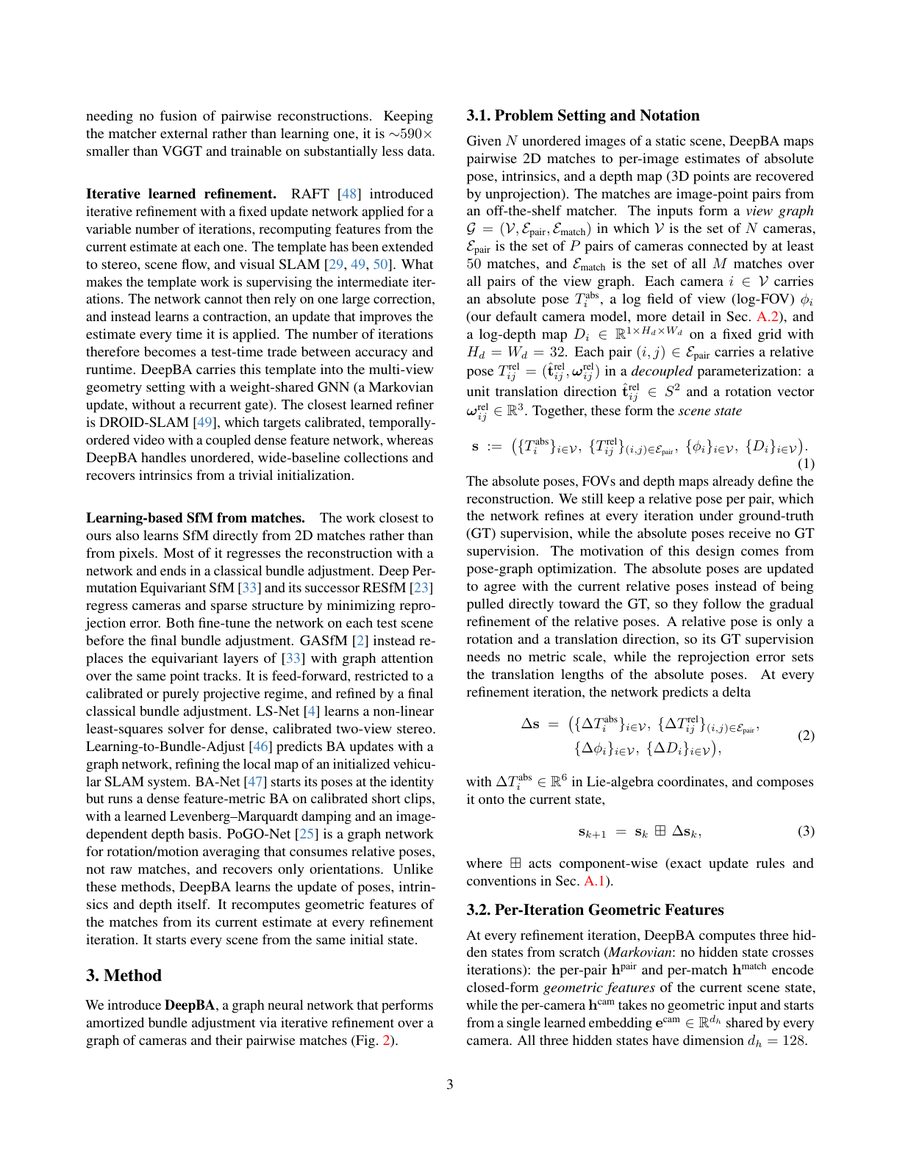 needing no fusion of pairwise reconstructions. Keeping
the matcher external rather than learning one, it is ∼590×
smaller than VGGT and trainable on substantially less data.
Iterative learned refinement. RAFT [48] introduced
iterative refinement with a fixed update network applied for a
variable number of iterations, recomputing features from the
current estimate at each one. The template has been extended
to stereo, scene flow, and visual SLAM [29, 49, 50]. What
makes the template work is supervising the intermediate iter-
ations. The network cannot then rely on one large correction,
and instead learns a contraction, an update that improves the
estimate every time it is applied. The number of iterations
therefore becomes a test-time trade between accuracy and
runtime. DeepBA carries this template into the multi-view
geometry setting with a weight-shared GNN (a Markovian
update, without a recurrent gate). The closest learned refiner
is DROID-SLAM [49], which targets calibrated, temporally-
ordered video with a coupled dense feature network, whereas
DeepBA handles unordered, wide-baseline collections and
recovers intrinsics from a trivial initialization.
Learning-based SfM from matches. The work closest to
ours also learns SfM directly from 2D matches rather than
from pixels. Most of it regresses the reconstruction with a
network and ends in a classical bundle adjustment. Deep Per-
mutation Equivariant SfM [33] and its successor RESfM [23]
regress cameras and sparse structure by minimizing repro-
jection error. Both fine-tune the network on each test scene
before the final bundle adjustment. GASfM [2] instead re-
places the equivariant layers of [33] with graph attention
over the same point tracks. It is feed-forward, restricted to a
calibrated or purely projective regime, and refined by a final
classical bundle adjustment. LS-Net [4] learns a non-linear
least-squares solver for dense, calibrated two-view stereo.
Learning-to-Bundle-Adjust [46] predicts BA updates with a
graph network, refining the local map of an initialized vehicu-
lar SLAM system. BA-Net [47] starts its poses at the identity
but runs a dense feature-metric BA on calibrated short clips,
with a learned Levenberg–Marquardt damping and an image-
dependent depth basis. PoGO-Net [25] is a graph network
for rotation/motion averaging that consumes relative poses,
not raw matches, and recovers only orientations. Unlike
these methods, DeepBA learns the update of poses, intrin-
sics and depth itself. It recomputes geometric features of
the matches from its current estimate at every refinement
iteration. It starts every scene from the same initial state.
3. Method
We introduce DeepBA, a graph neural network that performs
amortized bundle adjustment via iterative refinement over a
graph of cameras and their pairwise matches (Fig. 2).
3.1. Problem Setting and Notation
Given N unordered images of a static scene, DeepBA maps
pairwise 2D matches to per-image estimates of absolute
pose, intrinsics, and a depth map (3D points are recovered
by unprojection). The matches are image-point pairs from
an off-the-shelf matcher. The inputs form a view graph
G = (V, E_pair, E_match) in which V is the set of N cameras,
E_pair is the set of P pairs of cameras connected by at least
50 matches, and E_match is the set of all M matches over
all pairs of the view graph. Each camera i ∈ V carries
an absolute pose T_i^abs, a log field of view (log-FOV) ϕ_i
(our default camera model, more detail in Sec. A.2), and
a log-depth map D_i ∈ ℝ^{1×H_d×W_d} on a fixed grid with
H_d = W_d = 32. Each pair (i, j) ∈ E_pair carries a relative
pose T_ij^rel = (t̂_ij^rel, ω_ij^rel) in a decoupled parameterization: a
unit translation direction t̂_ij^rel ∈ S² and a rotation vector
ω_ij^rel ∈ ℝ³. Together, these form the scene state
s := ({T_i^abs}_{i∈V}, {T_ij^rel}_{(i,j)∈E_pair}, {ϕ_i}_{i∈V}, {D_i}_{i∈V}).
(1)
The absolute poses, FOVs and depth maps already define the
reconstruction. We still keep a relative pose per pair, which
the network refines at every iteration under ground-truth
(GT) supervision, while the absolute poses receive no GT
supervision. The motivation of this design comes from
pose-graph optimization. The absolute poses are updated
to agree with the current relative poses instead of being
pulled directly toward the GT, so they follow the gradual
refinement of the relative poses. A relative pose is only a
rotation and a translation direction, so its GT supervision
needs no metric scale, while the reprojection error sets
the translation lengths of the absolute poses. At every
refinement iteration, the network predicts a delta
Δs = ({ΔT_i^abs}_{i∈V}, {ΔT_ij^rel}_{(i,j)∈E_pair},
{Δϕ_i}_{i∈V}, {ΔD_i}_{i∈V}), (2)
with ΔT_i^abs ∈ ℝ⁶ in Lie-algebra coordinates, and composes
it onto the current state,
s_{k+1} = s_k ⊞ Δs_k, (3)
where ⊞ acts component-wise (exact update rules and
conventions in Sec. A.1).
3.2. Per-Iteration Geometric Features
At every refinement iteration, DeepBA computes three hid-
den states from scratch (Markovian: no hidden state crosses
iterations): the per-pair h^pair and per-match h^match encode
closed-form geometric features of the current scene state,
while the per-camera h^cam takes no geometric input and starts
from a single learned embedding e^cam ∈ ℝ^{d_h} shared by every
camera. All three hidden states have dimension d_h = 128.
3